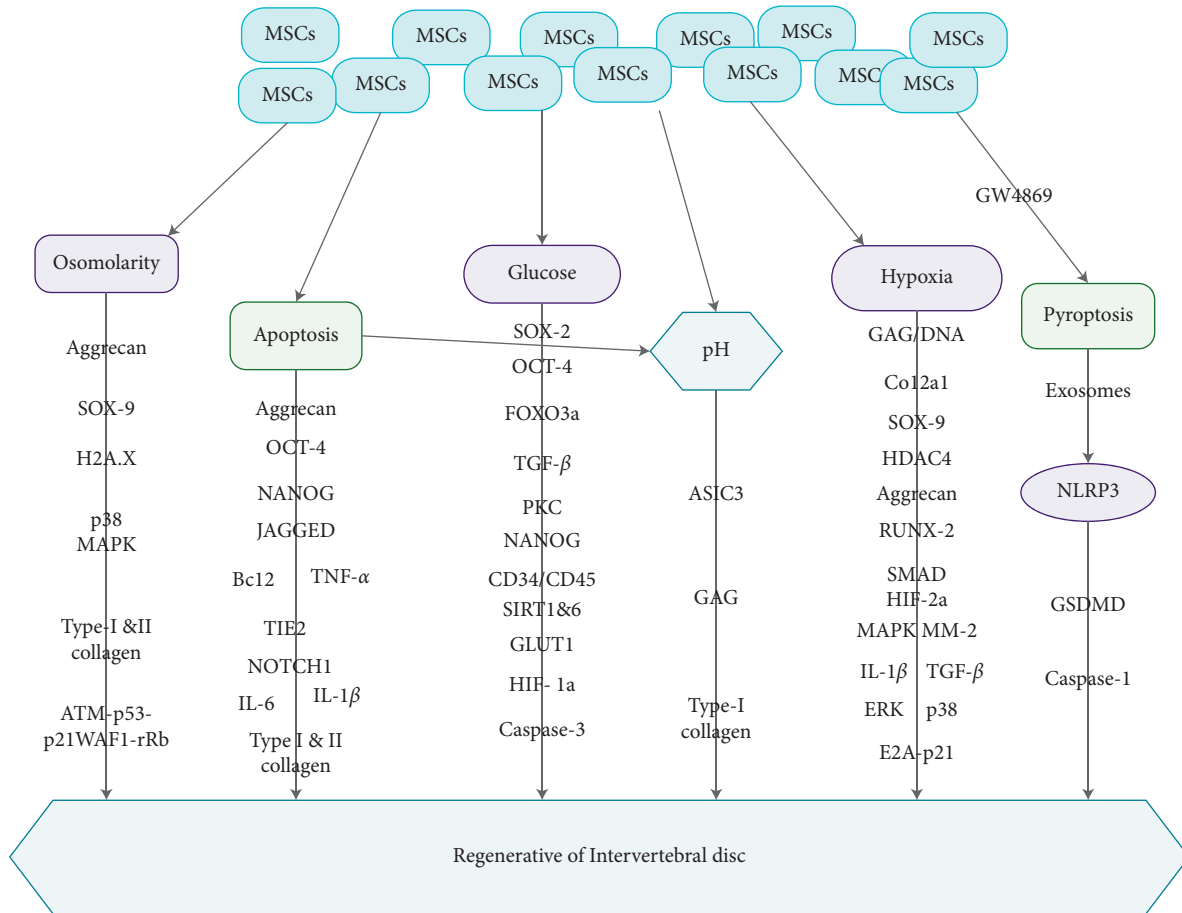 MSCs
MSCs
MSCs
MSCs
MSCs
MSCs
MSCs
MSCs
MSCs
MSCs
MSCs
MSCs
GW4869
Osomolarity
Aggrecan
SOX-9
H2A.X
p38
MAPK
Type-I &II
collagen
ATM-p53-
p21WAF1-rRb
Apoptosis
Aggrecan
OCT-4
NANOG
JAGGED
Bc12 TNF-α
TIE2
NOTCH1
IL-6 IL-1β
Type I & II
collagen
Glucose
SOX-2
OCT-4
FOXO3a
TGF-β
PKC
NANOG
CD34/CD45
SIRT1&6
GLUT1
HIF- 1a
Caspase-3
pH
ASIC3
GAG
Type-I
collagen
Hypoxia
GAG/DNA
Co12a1
SOX-9
HDAC4
Aggrecan
RUNX-2
SMAD
HIF-2a
MAPK MM-2
IL-1β TGF-β
ERK p38
E2A-p21
Pyroptosis
Exosomes
NLRP3
GSDMD
Caspase-1
Regenerative of Intervertebral disc